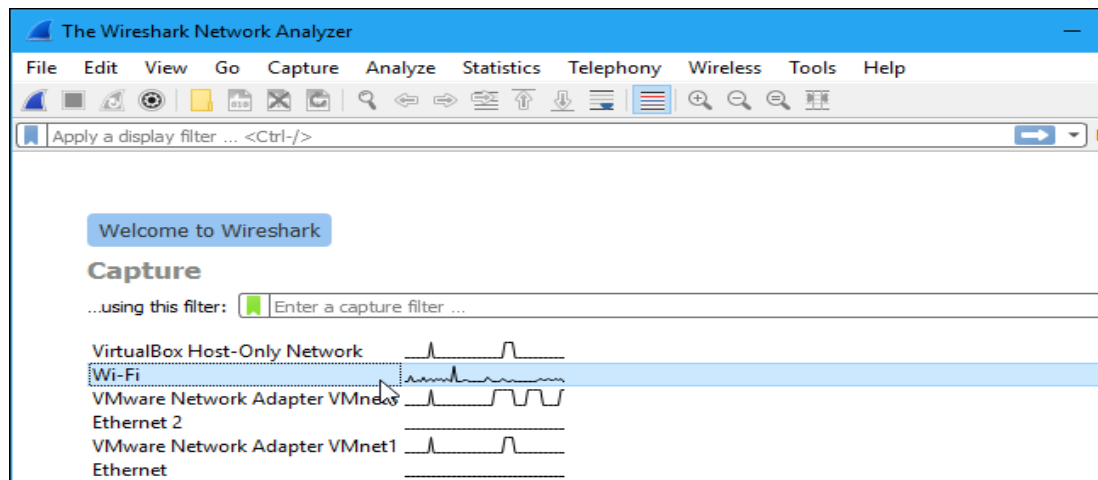 The Wireshark Network Analyzer
File Edit View Go Capture Analyze Statistics Telephony Wireless Tools Help
Apply a display filter ... <Ctrl-/>
Welcome to Wireshark
Capture
...using this filter: Enter a capture filter ...
VirtualBox Host-Only Network
Wi-Fi
VMware Network Adapter
Ethernet 2
VMware Network Adapter VMnet1
Ethernet